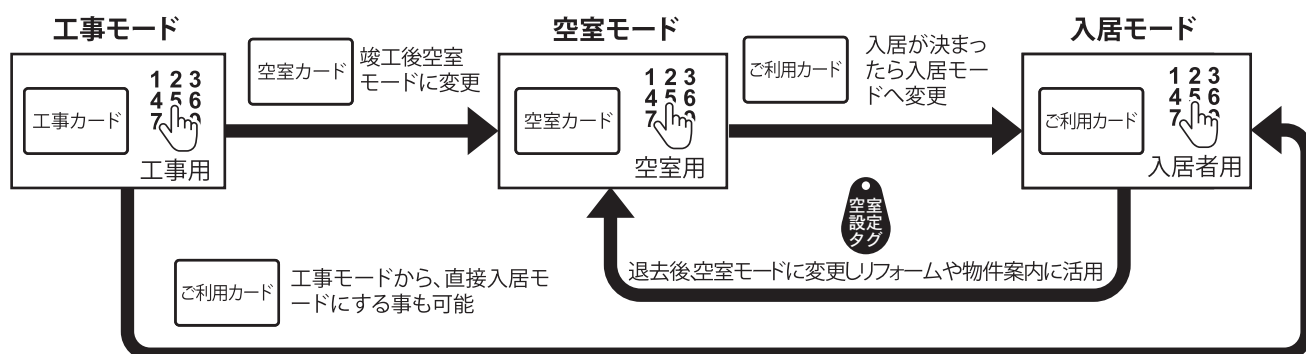 工事モード
工事カード
1 2 3
4 5 6
7
工事用
空室カード
竣工後空室
モードに変更
空室モード
空室カード
1 2 3
4 5 6
7
空室用
ご利用カード
入居が決まっ
たら入居モー
ドへ変更
入居モード
ご利用カード
1 2 3
4 5 6
7
入居者用
空室
設定
タグ
退去後、空室モードに変更しリフォームや物件案内に活用
ご利用カード
工事モードから、直接入居モ
ードにする事も可能